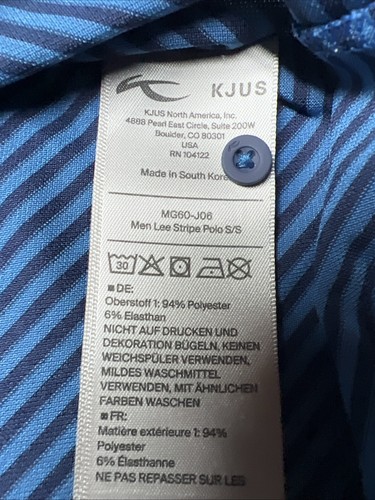 KJUS
KJUS North America, Inc.
4888 Pearl East Circle, Suite 200W
Boulder, CO 80301
USA
RN 104122
Made in South Kore
MG60-J06
Men Lee Stripe Polo S/S
30
DE:
Oberstoff 1: 94% Polyester
6% Elasthan
NICHT AUF DRUCKEN UND
DEKORATION BÜGELN, KEINEN
WEICHSPÜLER VERWENDEN,
MILDES WASCHMITTEL
VERWENDEN, MIT ÄHNLICHEN
FARBEN WASCHEN
FR:
Matière extérieure 1: 94%
Polyester
6% Elasthanne
NE PAS REPASSER SUR LES